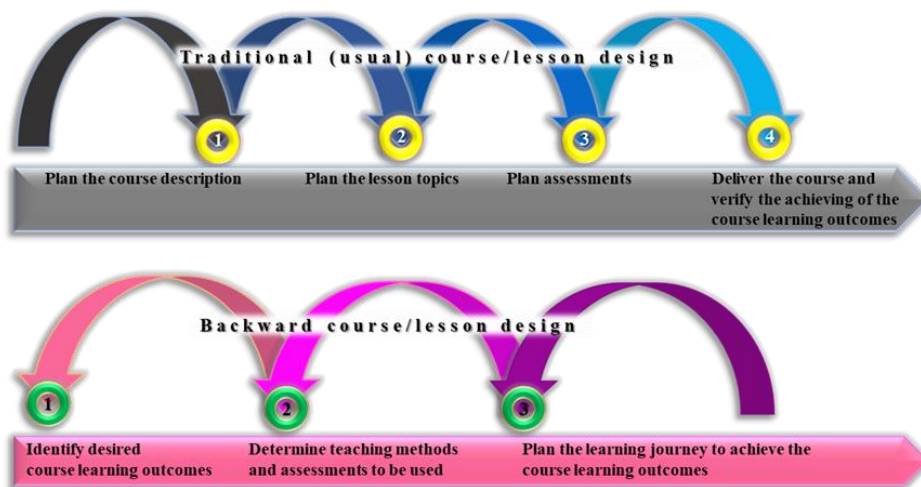 Traditional (usual) course/lesson design
1
2
3
4
Plan the course description
Plan the lesson topics
Plan assessments
Deliver the course and
verify the achieving of the
course learning outcomes
Backward course/lesson design
1
2
3
Identify desired
course learning outcomes
Determine teaching methods
and assessments to be used
Plan the learning journey to achieve the
course learning outcomes